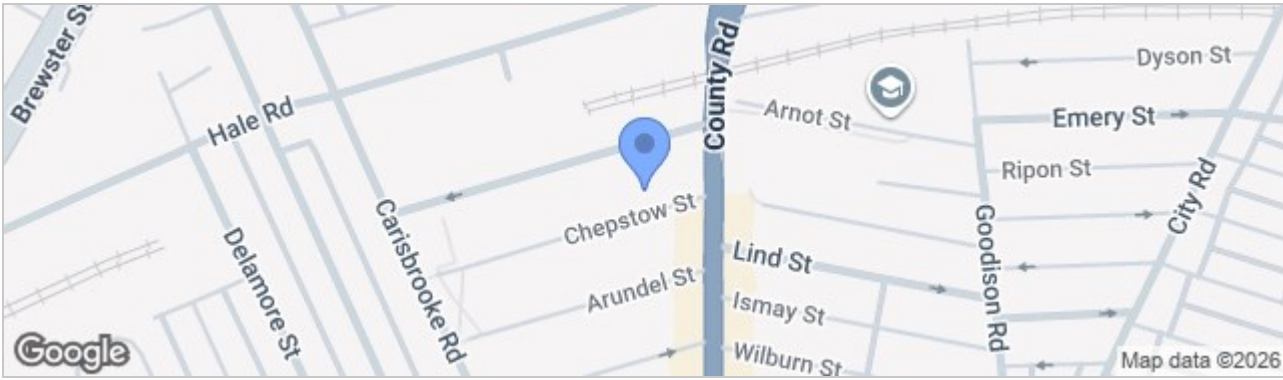 Brewster St
County Rd
Dyson St
Hale Rd
Arnot St
Emery St
Ripon St
City Rd
Chepstow St
Carisbrooke Rd
Goodison Rd
Delamore St
Lind St
Arundel St
Ismay St
Wilburn St
Google
Map data ©2026